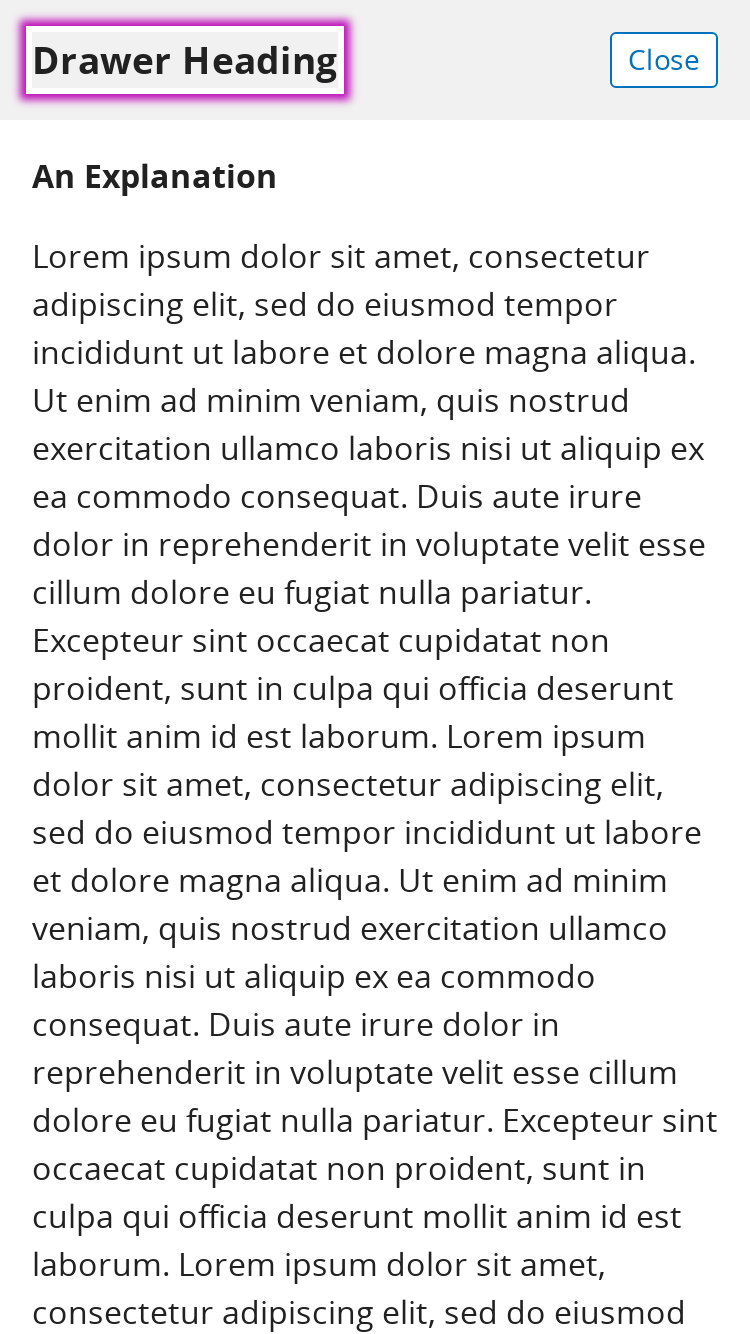 Drawer Heading
Close
An Explanation
Lorem ipsum dolor sit amet, consectetur
adipiscing elit, sed do eiusmod tempor
incididunt ut labore et dolore magna aliqua.
Ut enim ad minim veniam, quis nostrud
exercitation ullamco laboris nisi ut aliquip ex
ea commodo consequat. Duis aute irure
dolor in reprehenderit in voluptate velit esse
cillum dolore eu fugiat nulla pariatur.
Excepteur sint occaecat cupidatat non
proident, sunt in culpa qui officia deserunt
mollit anim id est laborum. Lorem ipsum
dolor sit amet, consectetur adipiscing elit,
sed do eiusmod tempor incididunt ut labore
et dolore magna aliqua. Ut enim ad minim
veniam, quis nostrud exercitation ullamco
laboris nisi ut aliquip ex ea commodo
consequat. Duis aute irure dolor in
reprehenderit in voluptate velit esse cillum
dolore eu fugiat nulla pariatur. Excepteur sint
occaecat cupidatat non proident, sunt in
culpa qui officia deserunt mollit anim id est
laborum. Lorem ipsum dolor sit amet,
consectetur adipiscing elit, sed do eiusmod